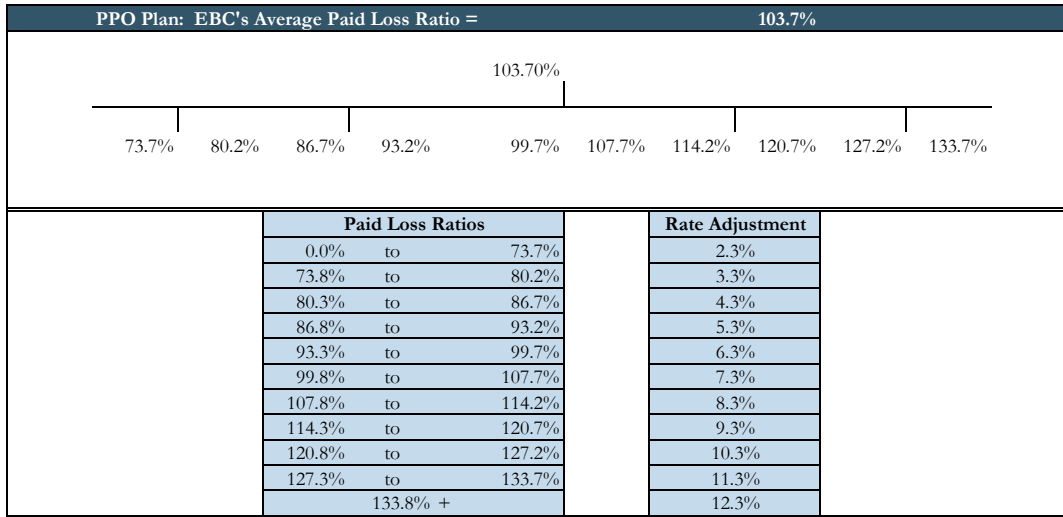 PPO Plan: EBC's Average Paid Loss Ratio = 103.7%
103.70%
73.7% 80.2% 86.7% 93.2% 99.7% 107.7% 114.2% 120.7% 127.2% 133.7%
Paid Loss Ratios Rate Adjustment
0.0% to 73.7% 2.3%
73.8% to 80.2% 3.3%
80.3% to 86.7% 4.3%
86.8% to 93.2% 5.3%
93.3% to 99.7% 6.3%
99.8% to 107.7% 7.3%
107.8% to 114.2% 8.3%
114.3% to 120.7% 9.3%
120.8% to 127.2% 10.3%
127.3% to 133.7% 11.3%
133.8% + 12.3%